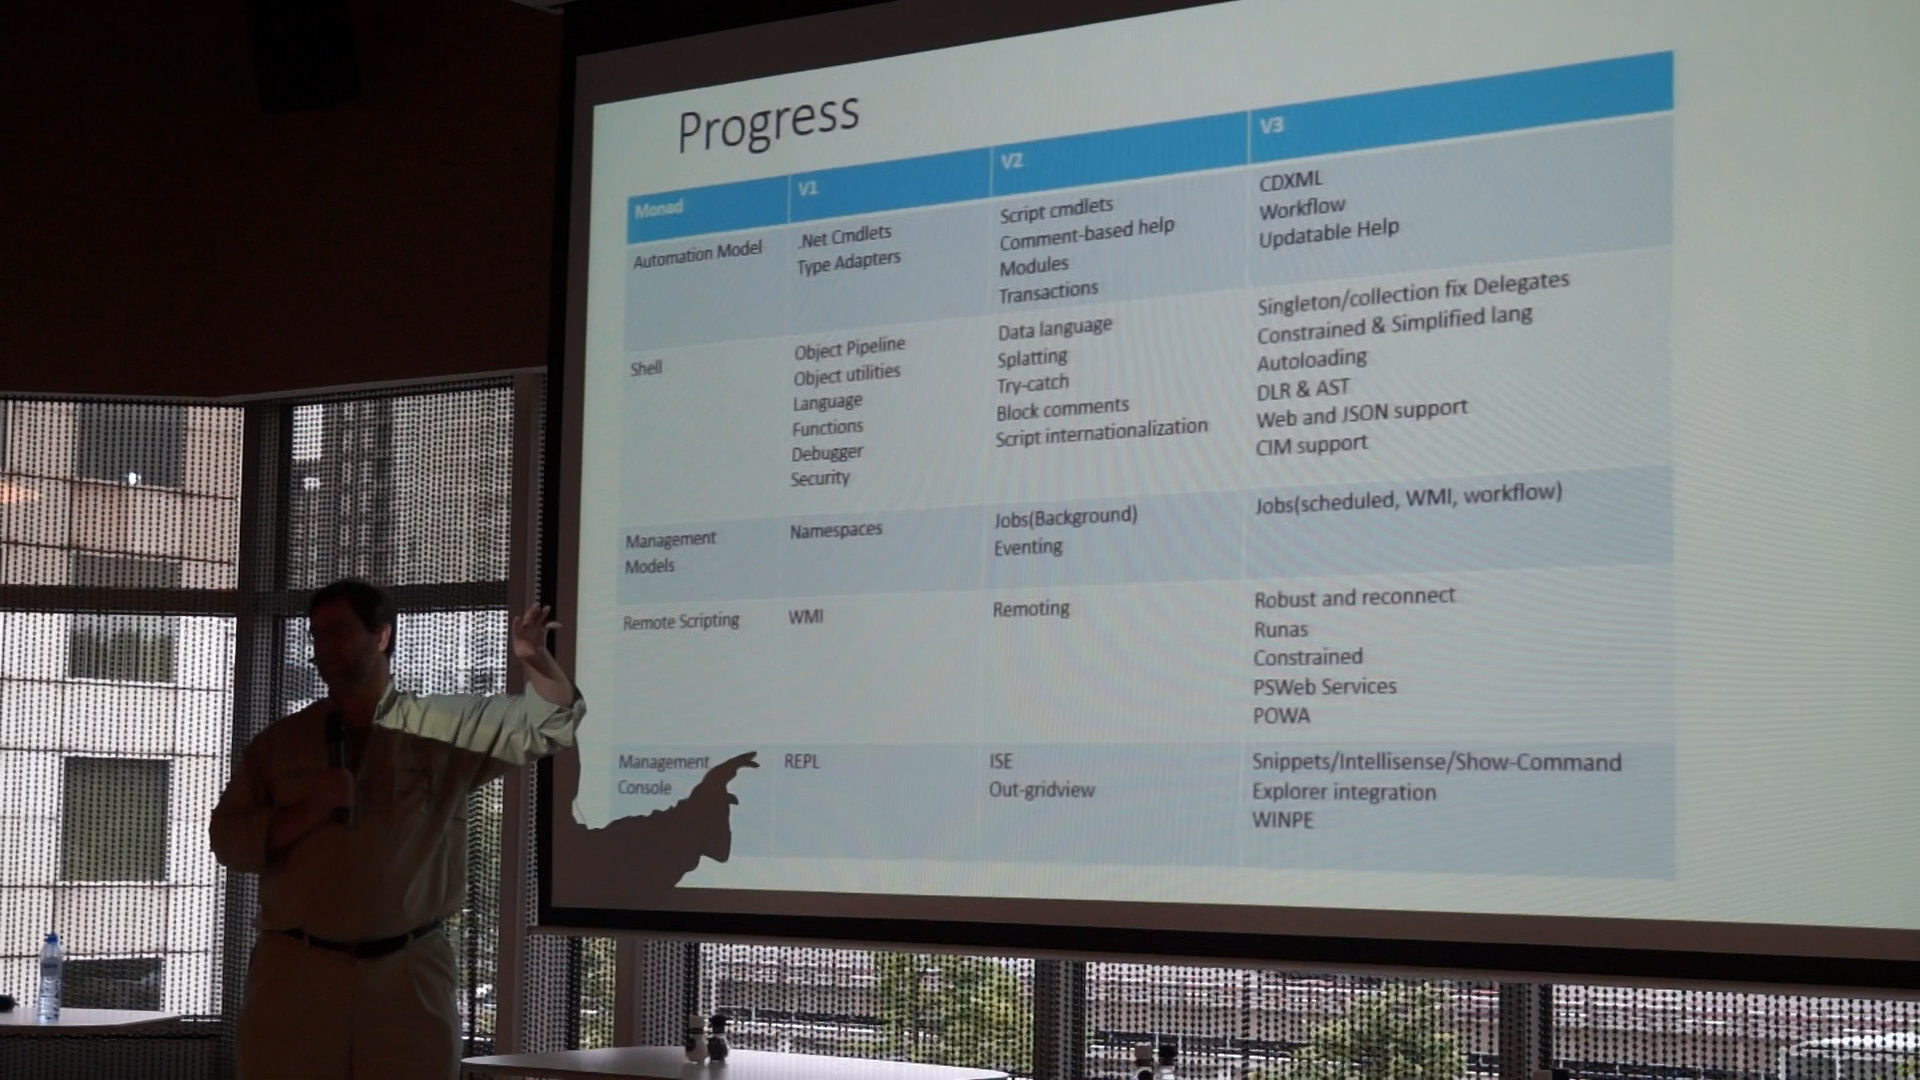 Progress
Monad
V1
V2
V3
Automation Model
.Net Cmdlets
Type Adapters
Script cmdlets
Comment-based help
Modules
Transactions
CDXML
Workflow
Updatable Help
Shell
Object Pipeline
Object utilities
Language
Functions
Debugger
Security
Data language
Splatting
Try-catch
Block comments
Script internationalization
Singleton/collection fix Delegates
Constrained & Simplified lang
Autoloading
DLR & AST
Web and JSON support
CIM support
Management
Models
Namespaces
Jobs(Background)
Eventing
Jobs(scheduled, WMI, workflow)
Remote Scripting
WMI
Remoting
Robust and reconnect
Runas
Constrained
PSWeb Services
POWA
Management
Console
REPL
ISE
Out-gridview
Snippets/Intellisense/Show-Command
Explorer integration
WINPE